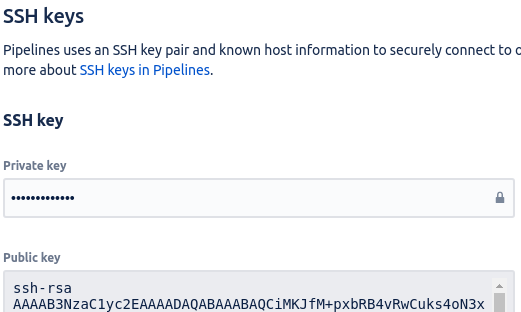 SSH keys
Pipelines uses an SSH key pair and known host information to securely connect to
more about SSH keys in Pipelines.
SSH key
Private key
•••••••••••••
Public key
ssh-rsa
AAAAB3NzaC1yc2EAAAADAQABAAABAQCiMKJfM+pxbRB4vRwCuks4oN3x